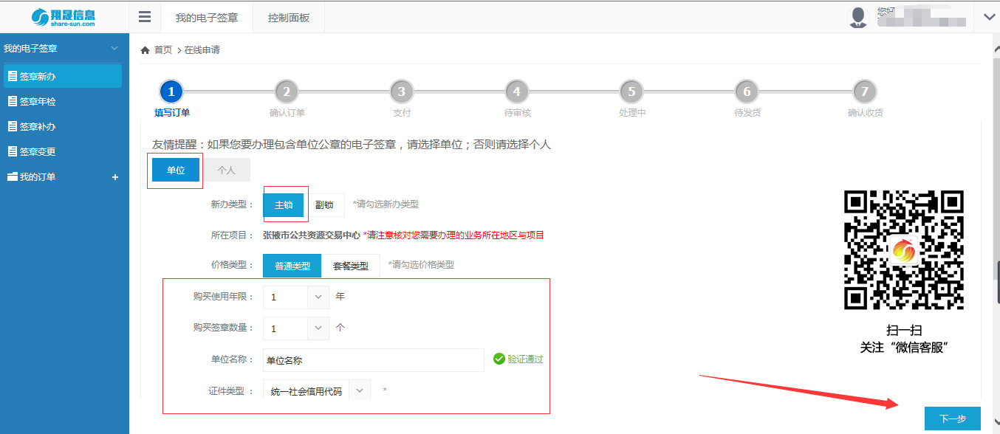 翔晟信息
share-sun.com
我的电子签章
控制面板
您好
我的电子签章
签章新办
签章年检
签章补办
签章变更
我的订单 +
首页 > 在线申请
1 2 3 4 5 6 7
填写订单 确认订单 支付 待审核 处理中 待发货 确认收货
友情提醒：如果您要办理包含单位公章的电子签章，请选择单位；否则请选择个人
单位 个人
新办类型： 主锁 副锁 *请勾选新办类型
所在项目： 张掖市公共资源交易中心 *请注意核对您需要办理的业务所在地区与项目
价格类型： 普通类型 套餐类型 *请勾选价格类型
购买使用年限： 1 年
购买签章数量： 1 个
单位名称： 单位名称 验证通过
证件类型 ： 统一社会信用代码 *
扫一扫
关注“微信客服”
下一步